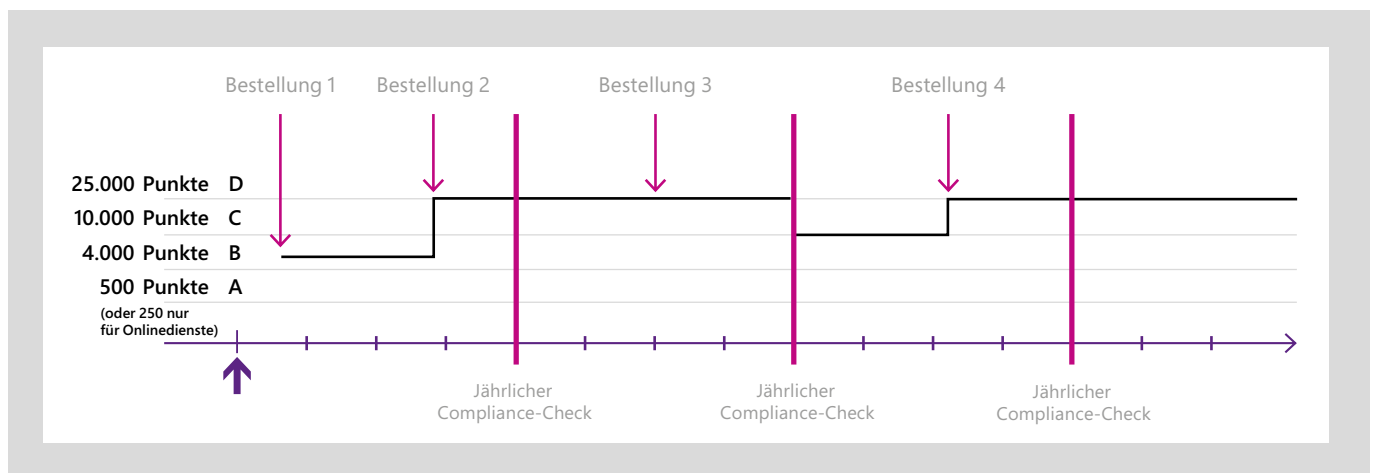 Bestellung 1
Bestellung 2
Bestellung 3
Bestellung 4
25.000 Punkte D
10.000 Punkte C
4.000 Punkte B
500 Punkte A
(oder 250 nur
für Onlinedienste)
Jährlicher
Compliance-Check
Jährlicher
Compliance-Check
Jährlicher
Compliance-Check